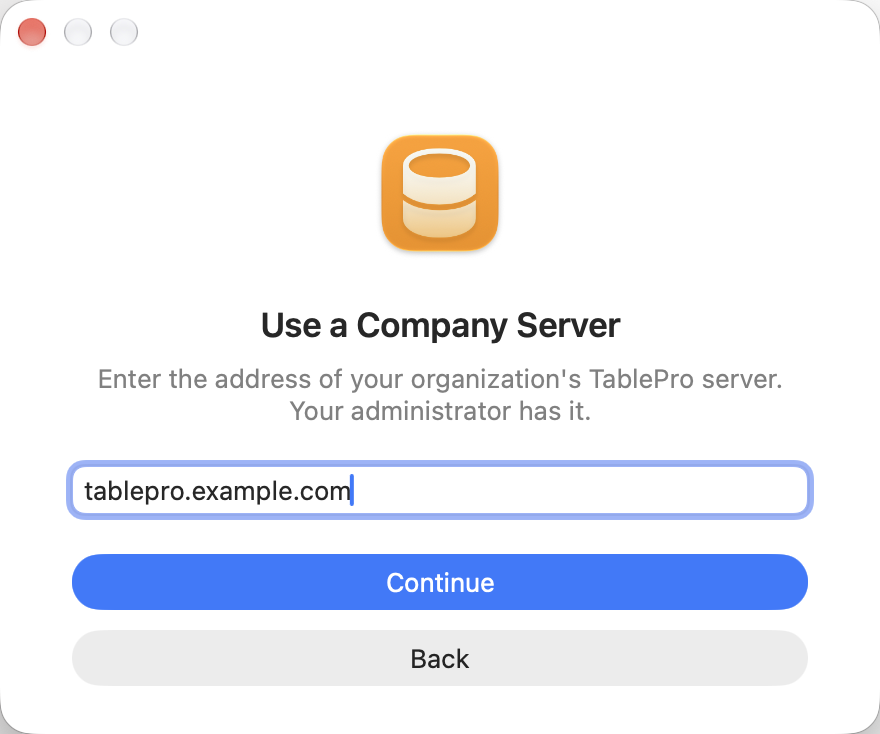 Use a Company Server
Enter the address of your organization's TablePro server.
Your administrator has it.
tablepro.example.com
Continue
Back